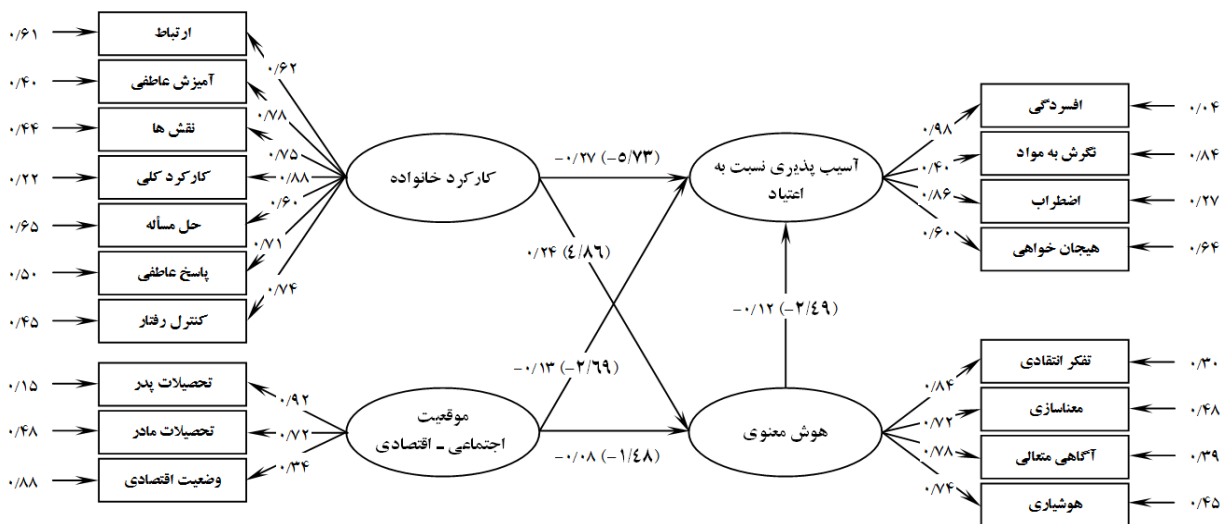 ۰/۶۱
ارتباط
۰/۶۲
۰/۴۰
آمیزش عاطفی
۰/۷۸
۰/۴۴
نقش ها
۰/۷۵
۰/۲۲
کارکرد کلی
۰/۸۸
۰/۶۵
حل مسأله
۰/۶۰
۰/۵۰
پاسخ عاطفی
۰/۷۱
۰/۴۵
کنترل رفتار
۰/۷۴
کارکرد خانواده
-۰/۲۷ (-۵/۷۳)
۰/۲۴ (٤/۸۶)
آسیب پذیری نسبت به
اعتیاد
۰/۹۸
افسردگی
۰/۰۴
۰/۴۰
نگرش به مواد
۰/۸۴
۰/۸۶
اضطراب
۰/۲۷
۰/۶۰
هیجان خواهی
۰/۶۴
-۰/۱۲ (-۲/٤۹)
۰/۱۵
تحصیلات پدر
۰/۹۲
۰/۴۸
تحصیلات مادر
۰/۷۲
۰/۸۸
وضعیت اقتصادی
۰/۳۴
موقعیت
اجتماعی ـ اقتصادی
-۰/۱۳ (-۲/۶۹)
-۰/۰۸ (-۱/٤۸)
هوش معنوی
۰/۸۴
تفکر انتقادی
۰/۳۰
۰/۷۲
معناسازی
۰/۴۸
۰/۷۸
آگاهی متعالی
۰/۳۹
۰/۷۴
هوشیاری
۰/۴۵